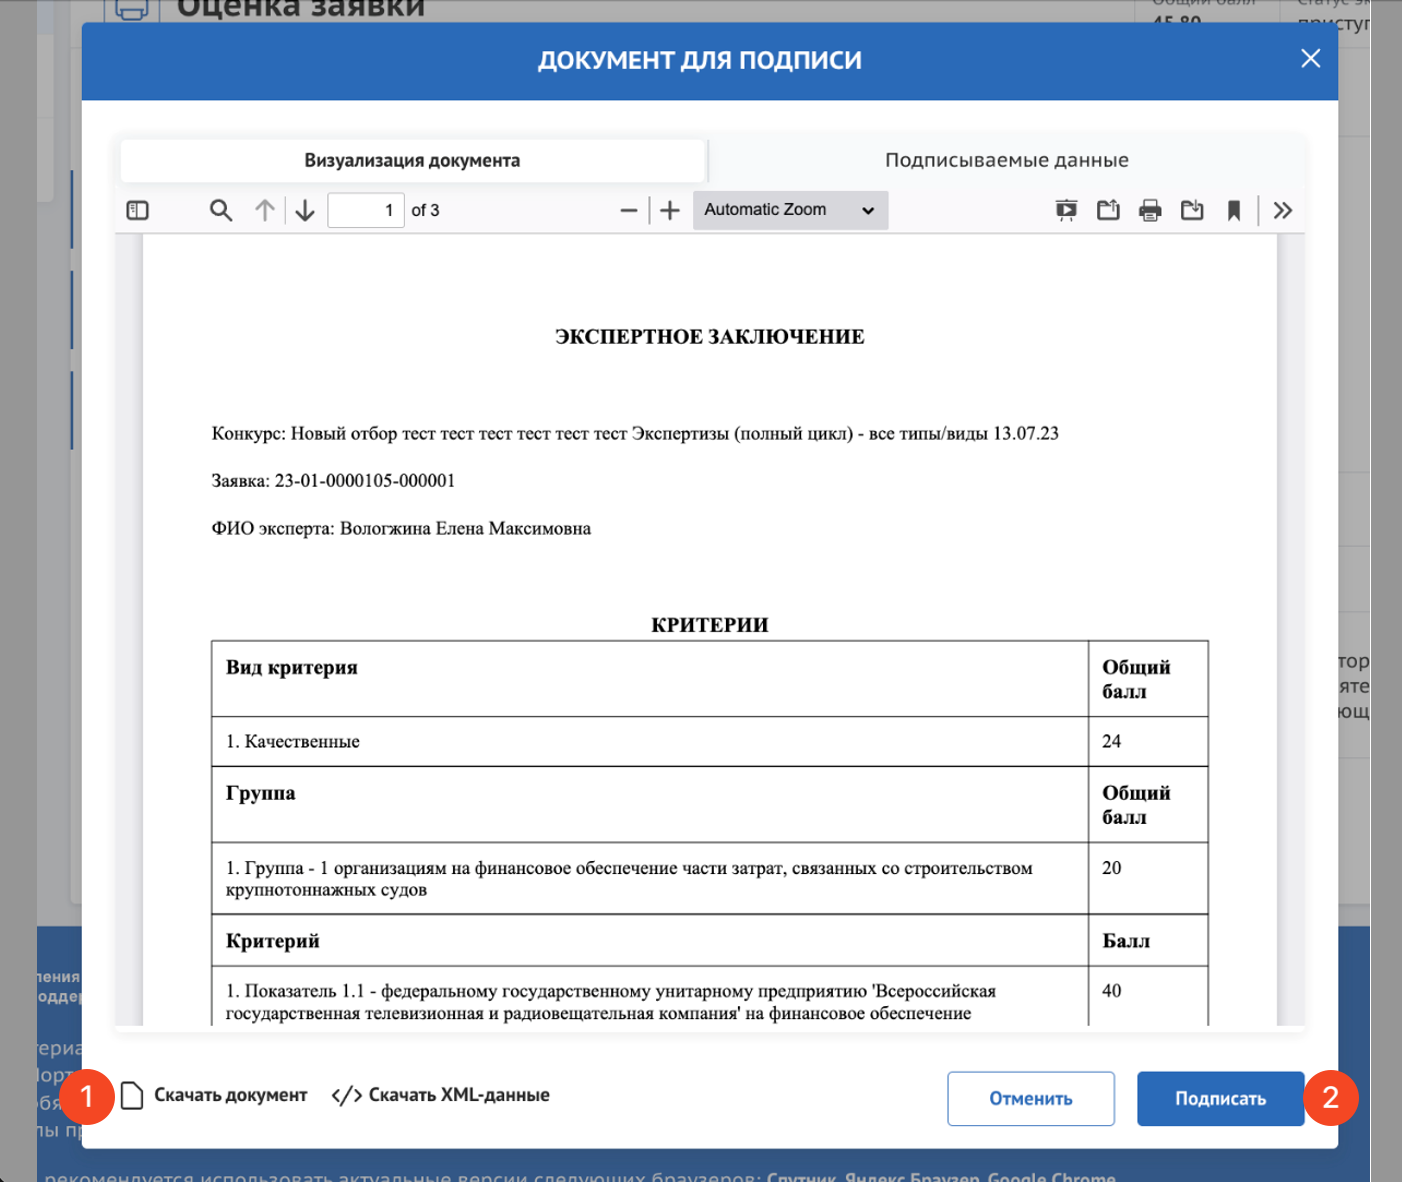 Оценка заявки
Общий балл
45.80
ДОКУМЕНТ ДЛЯ ПОДПИСИ
Визуализация документа
Подписываемые данные
1 of 3
Automatic Zoom
ЭКСПЕРТНОЕ ЗАКЛЮЧЕНИЕ
Конкурс: Новый отбор тест тест тест тест тест тест Экспертизы (полный цикл) - все типы/виды 13.07.23
Заявка: 23-01-0000105-000001
ФИО эксперта: Вологжина Елена Максимовна
КРИТЕРИИ
Вид критерия
Общий
балл
1. Качественные
24
Группа
Общий
балл
1. Группа - 1 организациям на финансовое обеспечение части затрат, связанных со строительством
крупнотоннажных судов
20
Критерий
Балл
1. Показатель 1.1 - федеральному государственному унитарному предприятию 'Всероссийская
государственная телевизионная и радиовещательная компания' на финансовое обеспечение
40
1
Скачать документ
</> Скачать XML-данные
Отменить
Подписать
2
рекомендуется использовать актуальные версии следующих браузеров: Спутник, Яндекс Браузер, Google Chrome